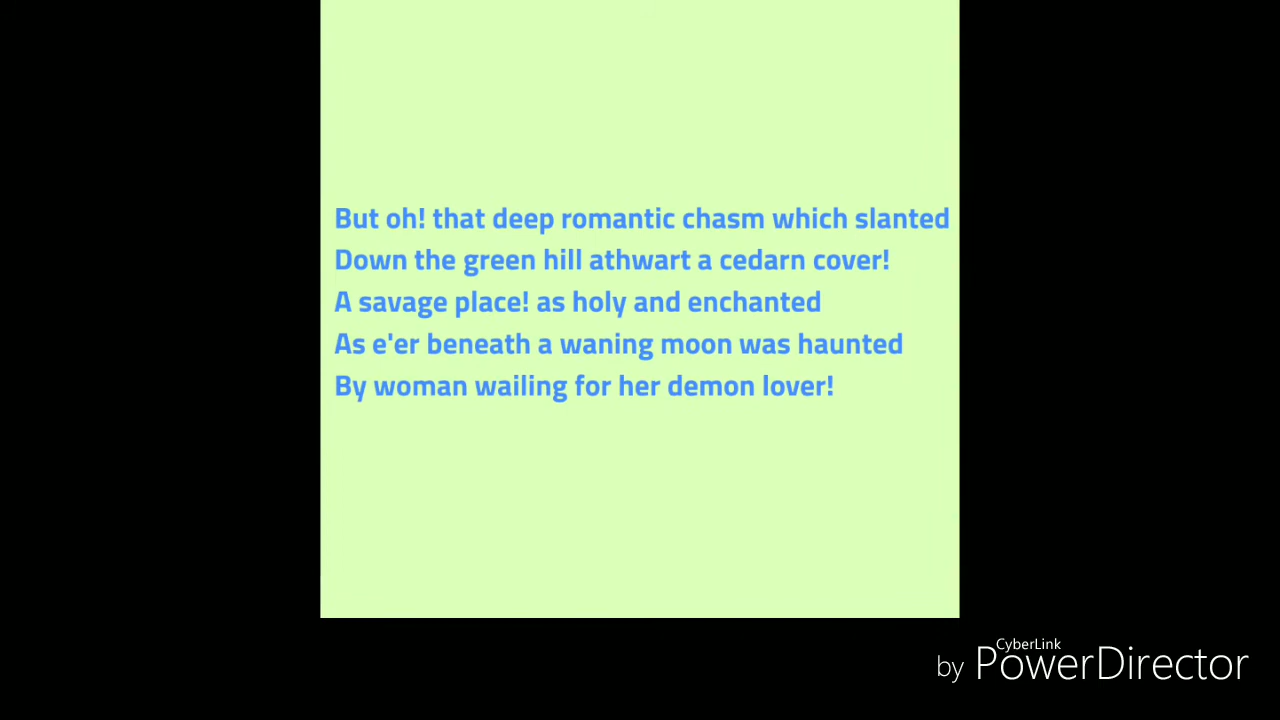 But oh! that deep romantic chasm which slanted
Down the green hill athwart a cedarn cover!
A savage place! as holy and enchanted
As e'er beneath a waning moon was haunted
By woman wailing for her demon lover!
CyberLink
by PowerDirector